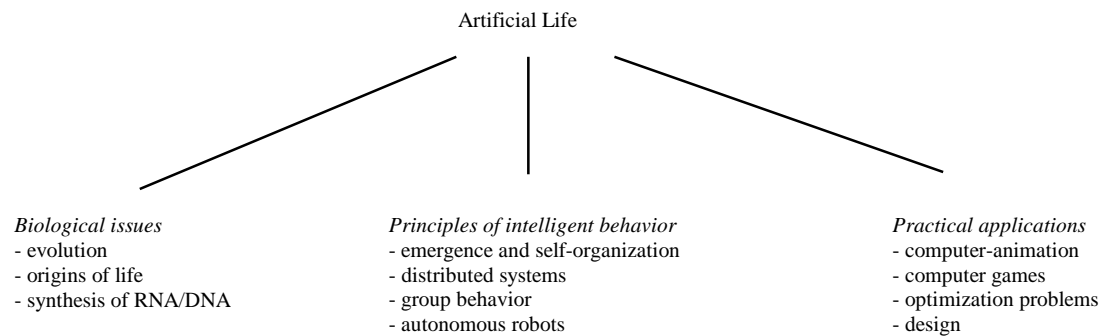 Artificial Life
Biological issues
- evolution
- origins of life
- synthesis of RNA/DNA
Principles of intelligent behavior
- emergence and self-organization
- distributed systems
- group behavior
- autonomous robots
Practical applications
- computer-animation
- computer games
- optimization problems
- design